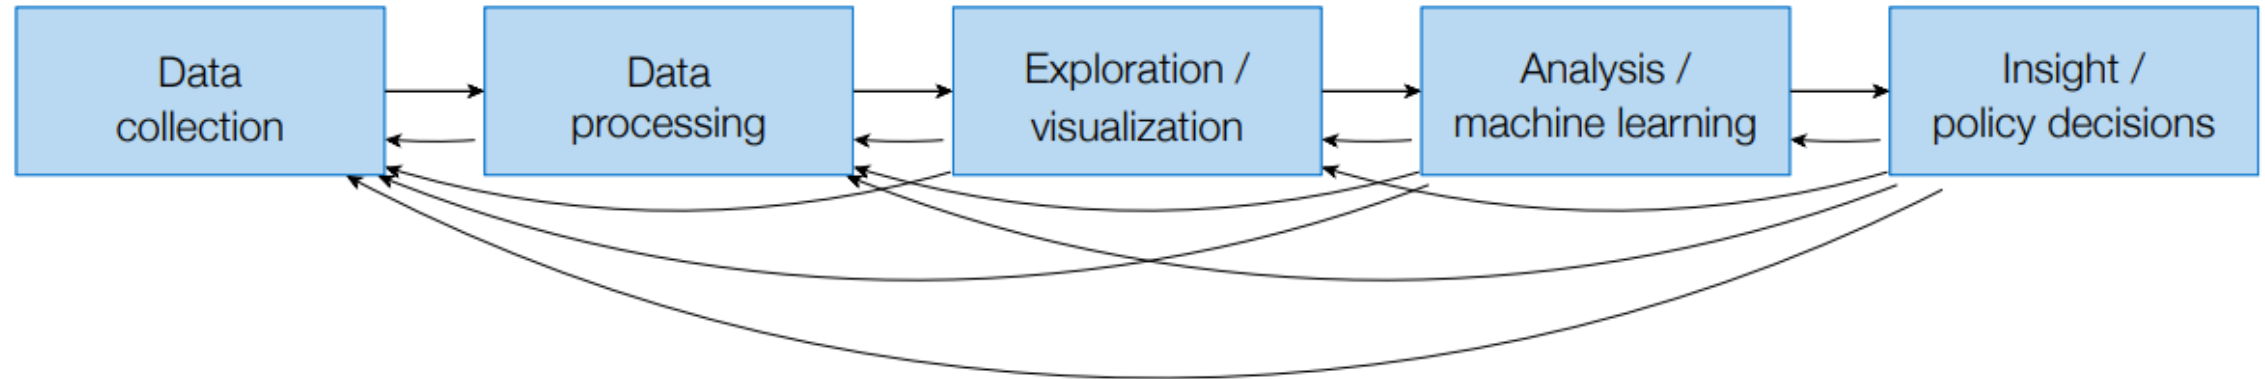 Data
collection
Data
processing
Exploration /
visualization
Analysis /
machine learning
Insight /
policy decisions